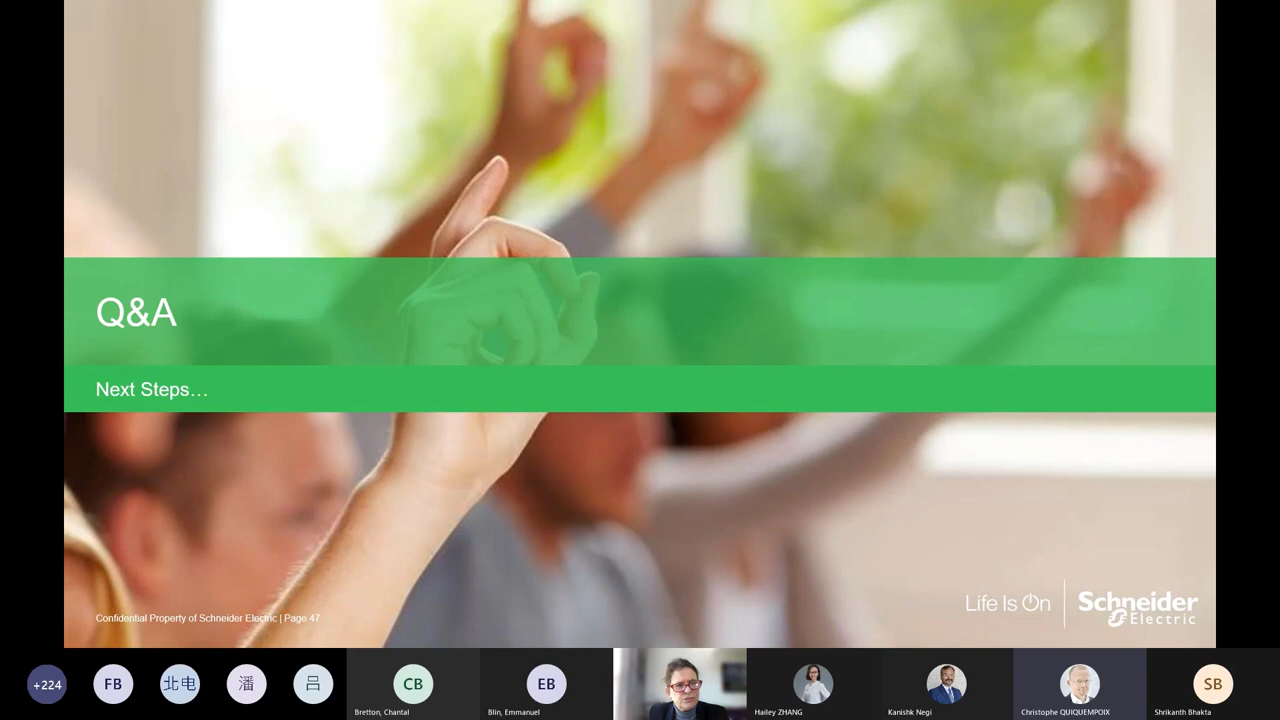 Q&A
Next Steps…
Confidential Property of Schneider Electric | Page 47
Life Is On
Schneider
Electric
+224
FB
北电
潘
吕
CB
Bretton, Chantal
EB
Blin, Emmanuel
Hailey ZHANG
Kanishk Negi
Christophe QUIQUEMPOIX
SB
Shrikanth Bhakta